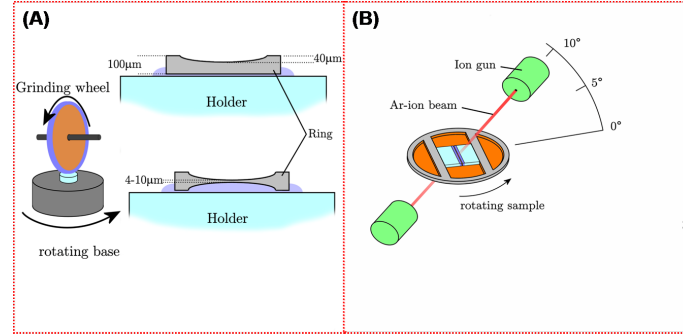 (A)
100μm
40μm
Grinding wheel
Holder
Ring
4-10μm
Holder
rotating base
(B)
10°
Ion gun
5°
Ar-ion beam
0°
rotating sample